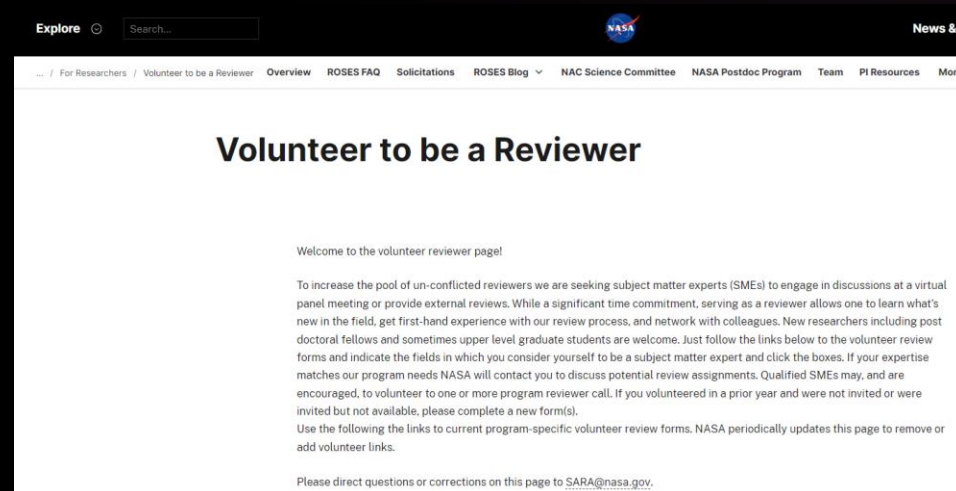 Explore Search... NASA News &
... / For Researchers / Volunteer to be a Reviewer Overview ROSES FAQ Solicitations ROSES Blog NAC Science Committee NASA Postdoc Program Team PI Resources Mor
Volunteer to be a Reviewer
Welcome to the volunteer reviewer page!
To increase the pool of un-conflicted reviewers we are seeking subject matter experts (SMEs) to engage in discussions at a virtual
panel meeting or provide external reviews. While a significant time commitment, serving as a reviewer allows one to learn what's
new in the field, get first-hand experience with our review process, and network with colleagues. New researchers including post
doctoral fellows and sometimes upper level graduate students are welcome. Just follow the links below to the volunteer review
forms and indicate the fields in which you consider yourself to be a subject matter expert and click the boxes. If your expertise
matches our program needs NASA will contact you to discuss potential review assignments. Qualified SMEs may, and are
encouraged, to volunteer to one or more program reviewer call. If you volunteered in a prior year and were not invited or were
invited but not available, please complete a new form(s).
Use the following the links to current program-specific volunteer review forms. NASA periodically updates this page to remove or
add volunteer links.
Please direct questions or corrections on this page to SARA@nasa.gov.